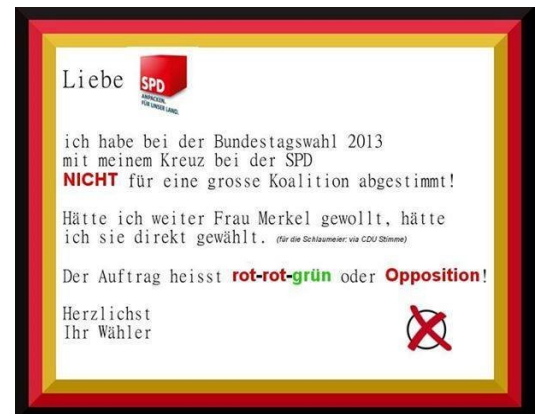 Liebe SPD
ANPACKEN.
FÜR UNSER LAND.
ich habe bei der Bundestagswahl 2013
mit meinem Kreuz bei der SPD
NICHT für eine grosse Koalition abgestimmt!
Hätte ich weiter Frau Merkel gewollt, hätte
ich sie direkt gewählt. (für die Schlaumeier: via CDU Stimme)
Der Auftrag heisst rot-rot-grün oder Opposition!
Herzlichst
Ihr Wähler